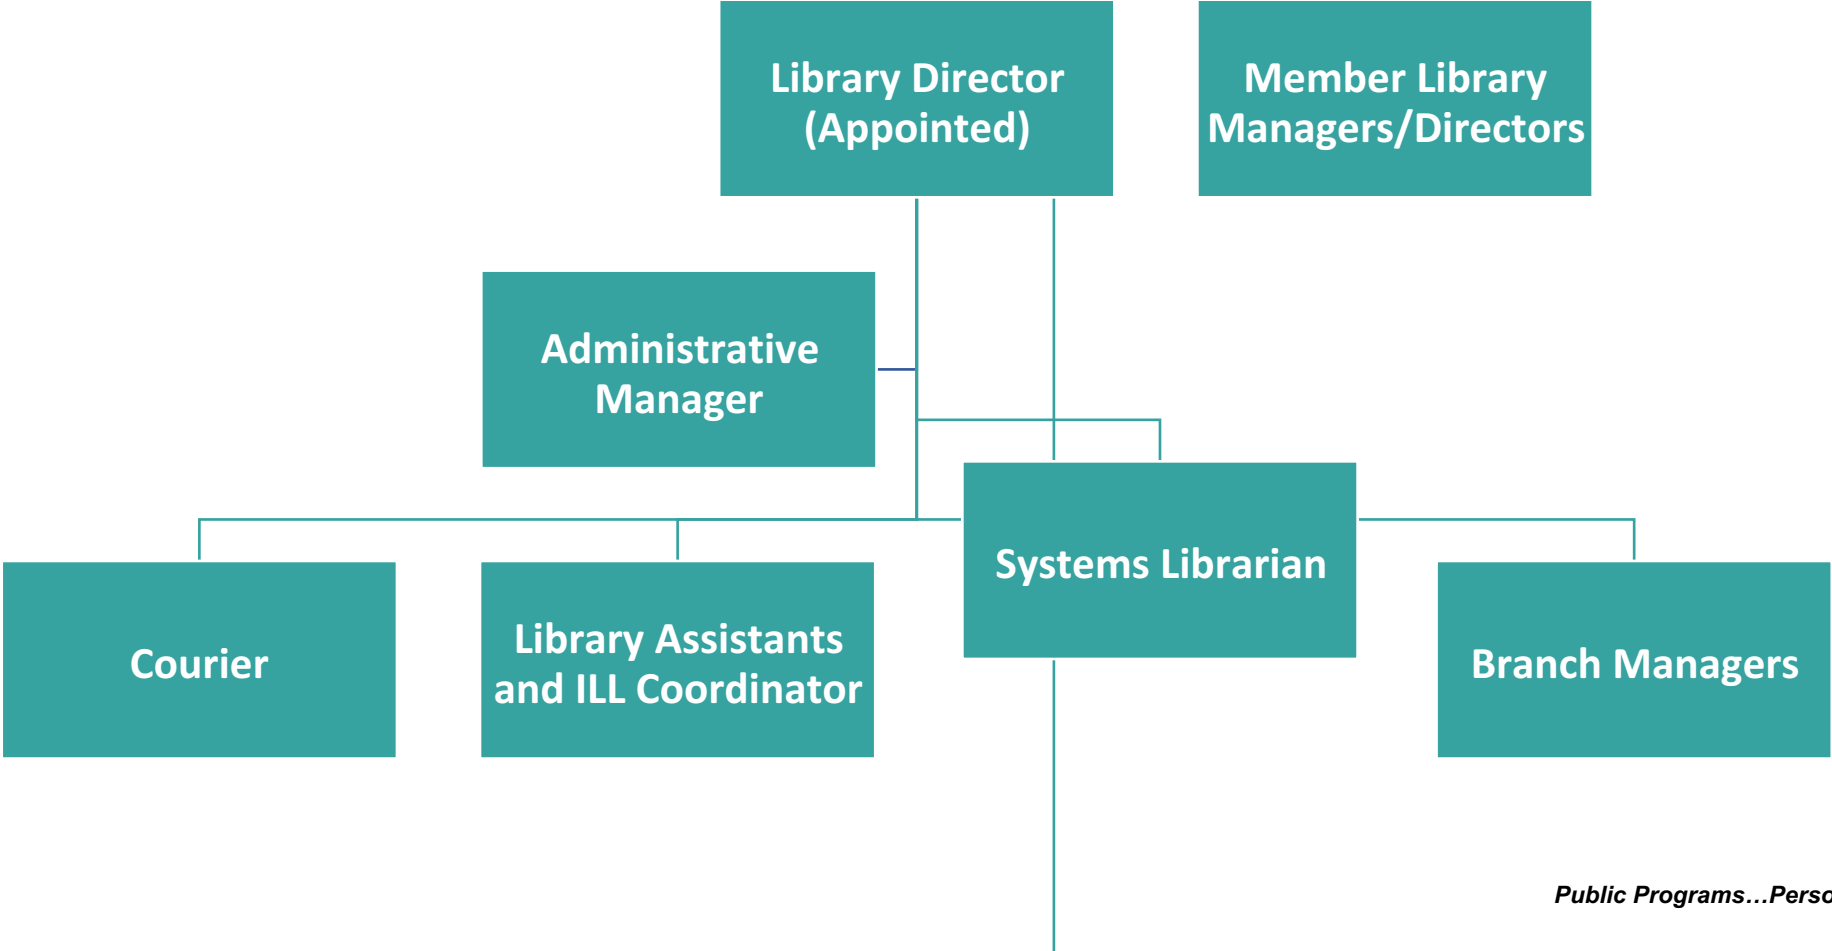 Library Director
(Appointed)
Member Library
Managers/Directors
Administrative
Manager
Systems Librarian
Courier
Library Assistants
and ILL Coordinator
Branch Managers
Public Programs…Perso